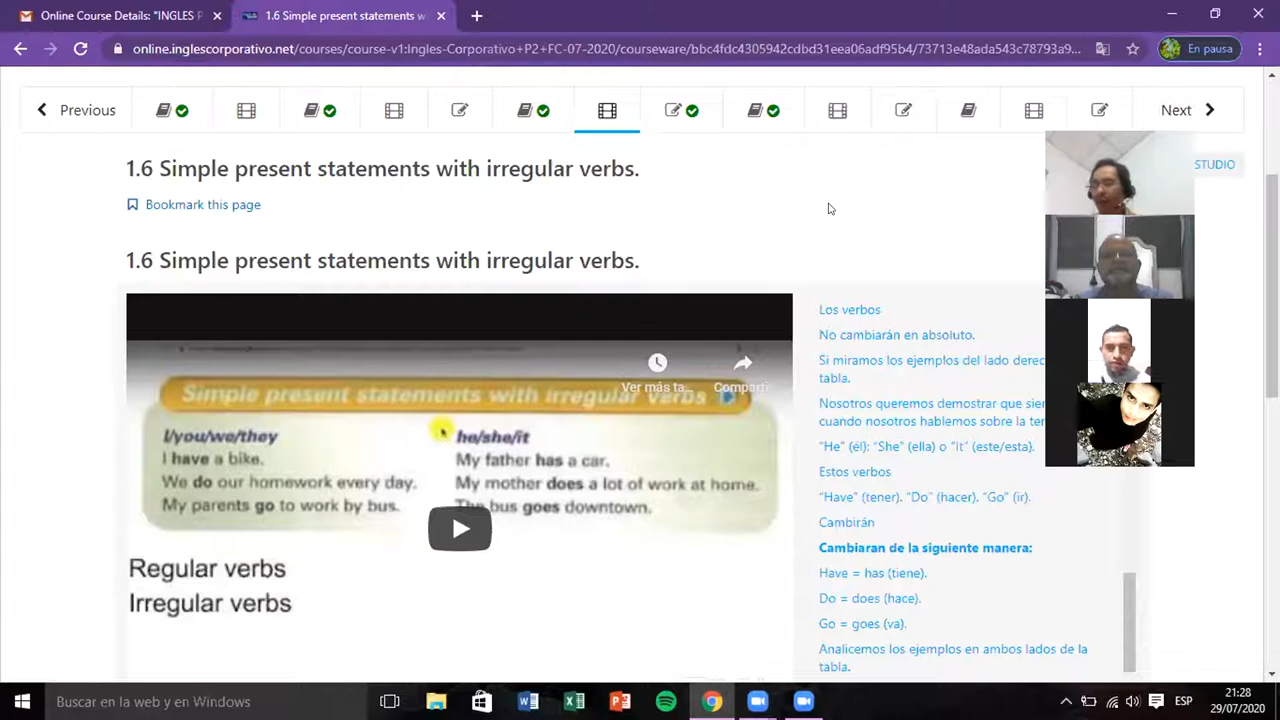 Online Course Details: "INGLES P
1.6 Simple present statements w
online.inglescorporativo.net/courses/course-v1:Ingles-Corporativo+P2+FC-07-2020/courseware/bbc4fdc4305942cdbd31eea06adf95b4/73713e48ada543c78793a9...
En pausa
Previous
Next
1.6 Simple present statements with irregular verbs.
STUDIO
Bookmark this page
1.6 Simple present statements with irregular verbs.
Ver más ta...
Comparti
Simple present statements with irregular verbs
I/you/we/they
he/she/it
I have a bike.
My father has a car.
We do our homework every day.
My mother does a lot of work at home.
My parents go to work by bus.
The bus goes downtown.
Regular verbs
Irregular verbs
Los verbos
No cambiarán en absoluto.
Si miramos los ejemplos del lado derec
tabla.
Nosotros queremos demostrar que sien
cuando nosotros hablemos sobre la ter
"He" (él); "She" (ella) o "It" (este/esta).
Estos verbos
"Have" (tener). "Do" (hacer). "Go" (ir).
Cambirán
Cambiaran de la siguiente manera:
Have = has (tiene).
Do = does (hace).
Go = goes (va).
Analicemos los ejemplos en ambos lados de la
tabla.
Buscar en la web y en Windows
ESP
21:28
29/07/2020